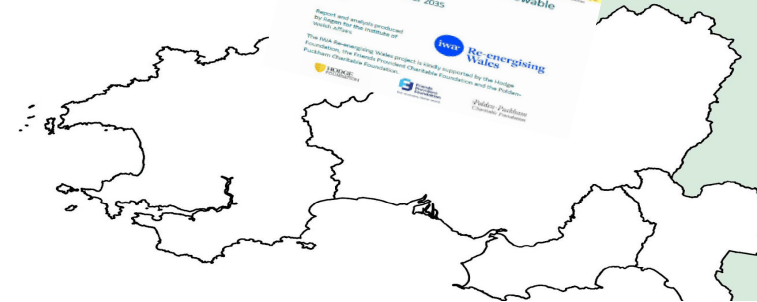 wable
2035
Report and analysis produced
by Regen for the Institute of
Welsh Affairs
iwa
Re-energising
Wales
The IWA Re-energising Wales project is kindly supported by the Hodge
Foundation, the Friends Provident Charitable Foundation and the Polden-
Puckham Charitable Foundation.
HODGE
FOUNDATION
Friends
Provident
Foundation
Polden-Puckham
Charitable Foundation